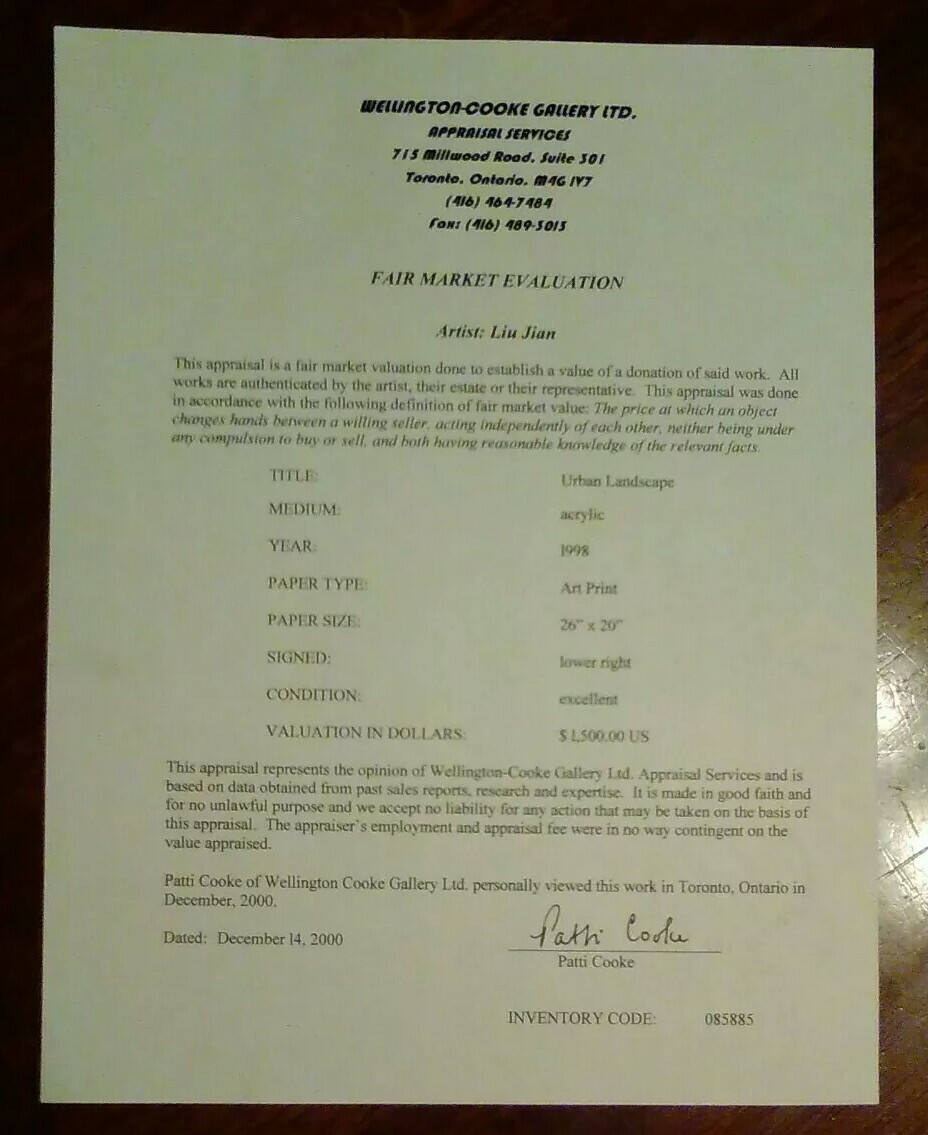 WELLINGTON-COOKE GALLERY LTD.
APPRAISAL SERVICES
715 Millwood Road, Suite 301
Toronto, Ontario, M4G 1V7
(416) 464-7484
Fax: (416) 489-5015
FAIR MARKET EVALUATION
Artist: Liu Jian
This appraisal is a fair market valuation done to establish a value of a donation of said work. All
works are authenticated by the artist, their estate or their representative. This appraisal was done
in accordance with the following definition of fair market value: The price at which an object
changes hands between a willing seller, acting independently of each other, neither being under
any compulsion to buy or sell, and both having reasonable knowledge of the relevant facts.
TITLE: Urban Landscape
MEDIUM: acrylic
YEAR: 1998
PAPER TYPE: Art Print
PAPER SIZE: 26" x 20"
SIGNED: lower right
CONDITION: excellent
VALUATION IN DOLLARS: $1,500.00 US
This appraisal represents the opinion of Wellington-Cooke Gallery Ltd. Appraisal Services and is
based on data obtained from past sales reports, research and expertise. It is made in good faith and
for no unlawful purpose and we accept no liability for any action that may be taken on the basis of
this appraisal. The appraiser's employment and appraisal fee were in no way contingent on the
value appraised.
Patti Cooke of Wellington Cooke Gallery Ltd. personally viewed this work in Toronto, Ontario in
December, 2000.
Dated: December 14, 2000
Patti Cooke
Patti Cooke
INVENTORY CODE: 085885